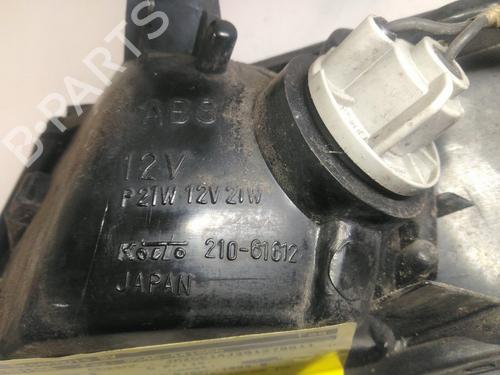 B-PARTS
ABS
12V
P21W 12V 21W
Koito 210-61612
JAPAN